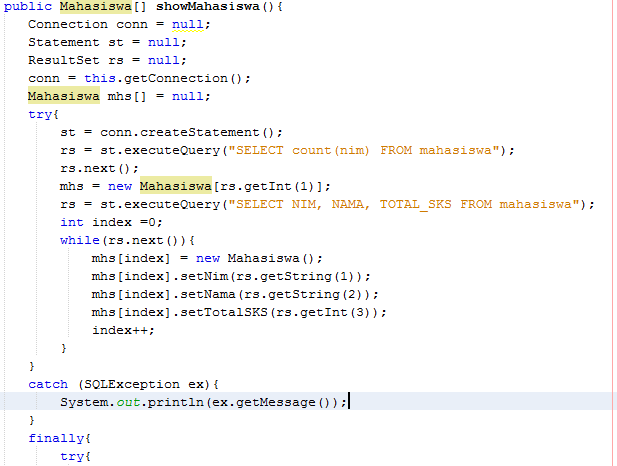 public Mahasiswa[] showMahasiswa(){
Connection conn = null;
Statement st = null;
ResultSet rs = null;
conn = this.getConnection();
Mahasiswa mhs[] = null;
try{
st = conn.createStatement();
rs = st.executeQuery("SELECT count(nim) FROM mahasiswa");
rs.next();
mhs = new Mahasiswa[rs.getInt(1)];
rs = st.executeQuery("SELECT NIM, NAMA, TOTAL_SKS FROM mahasiswa");
int index =0;
while(rs.next()){
mhs[index] = new Mahasiswa();
mhs[index].setNim(rs.getString(1));
mhs[index].setNama(rs.getString(2));
mhs[index].setTotalSKS(rs.getInt(3));
index++;
}
}
catch (SQLException ex){
System.out.println(ex.getMessage());
}
finally{
try{